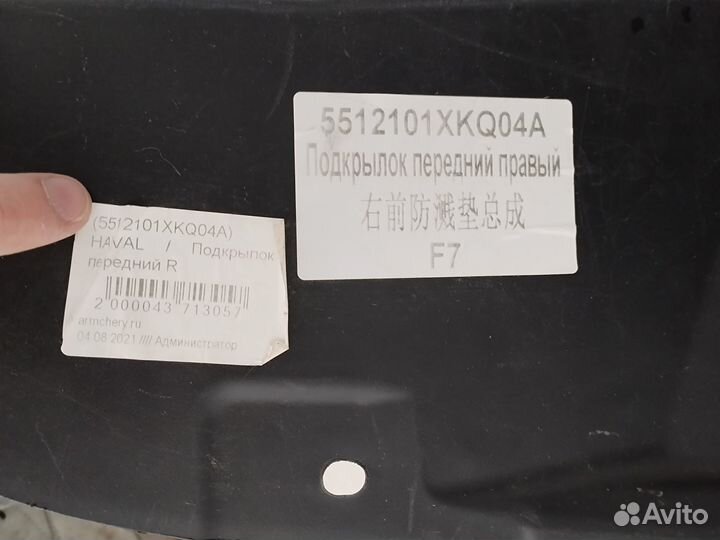 5512101XKQ04A
Подкрылок передний правый
右前防溅垫总成
F7
(5512101XKQ04A)
HAVAL / Подкрылок
передний R
2 000043 713057
armchery.ru
04.08.2021 //// Администратор
Avito